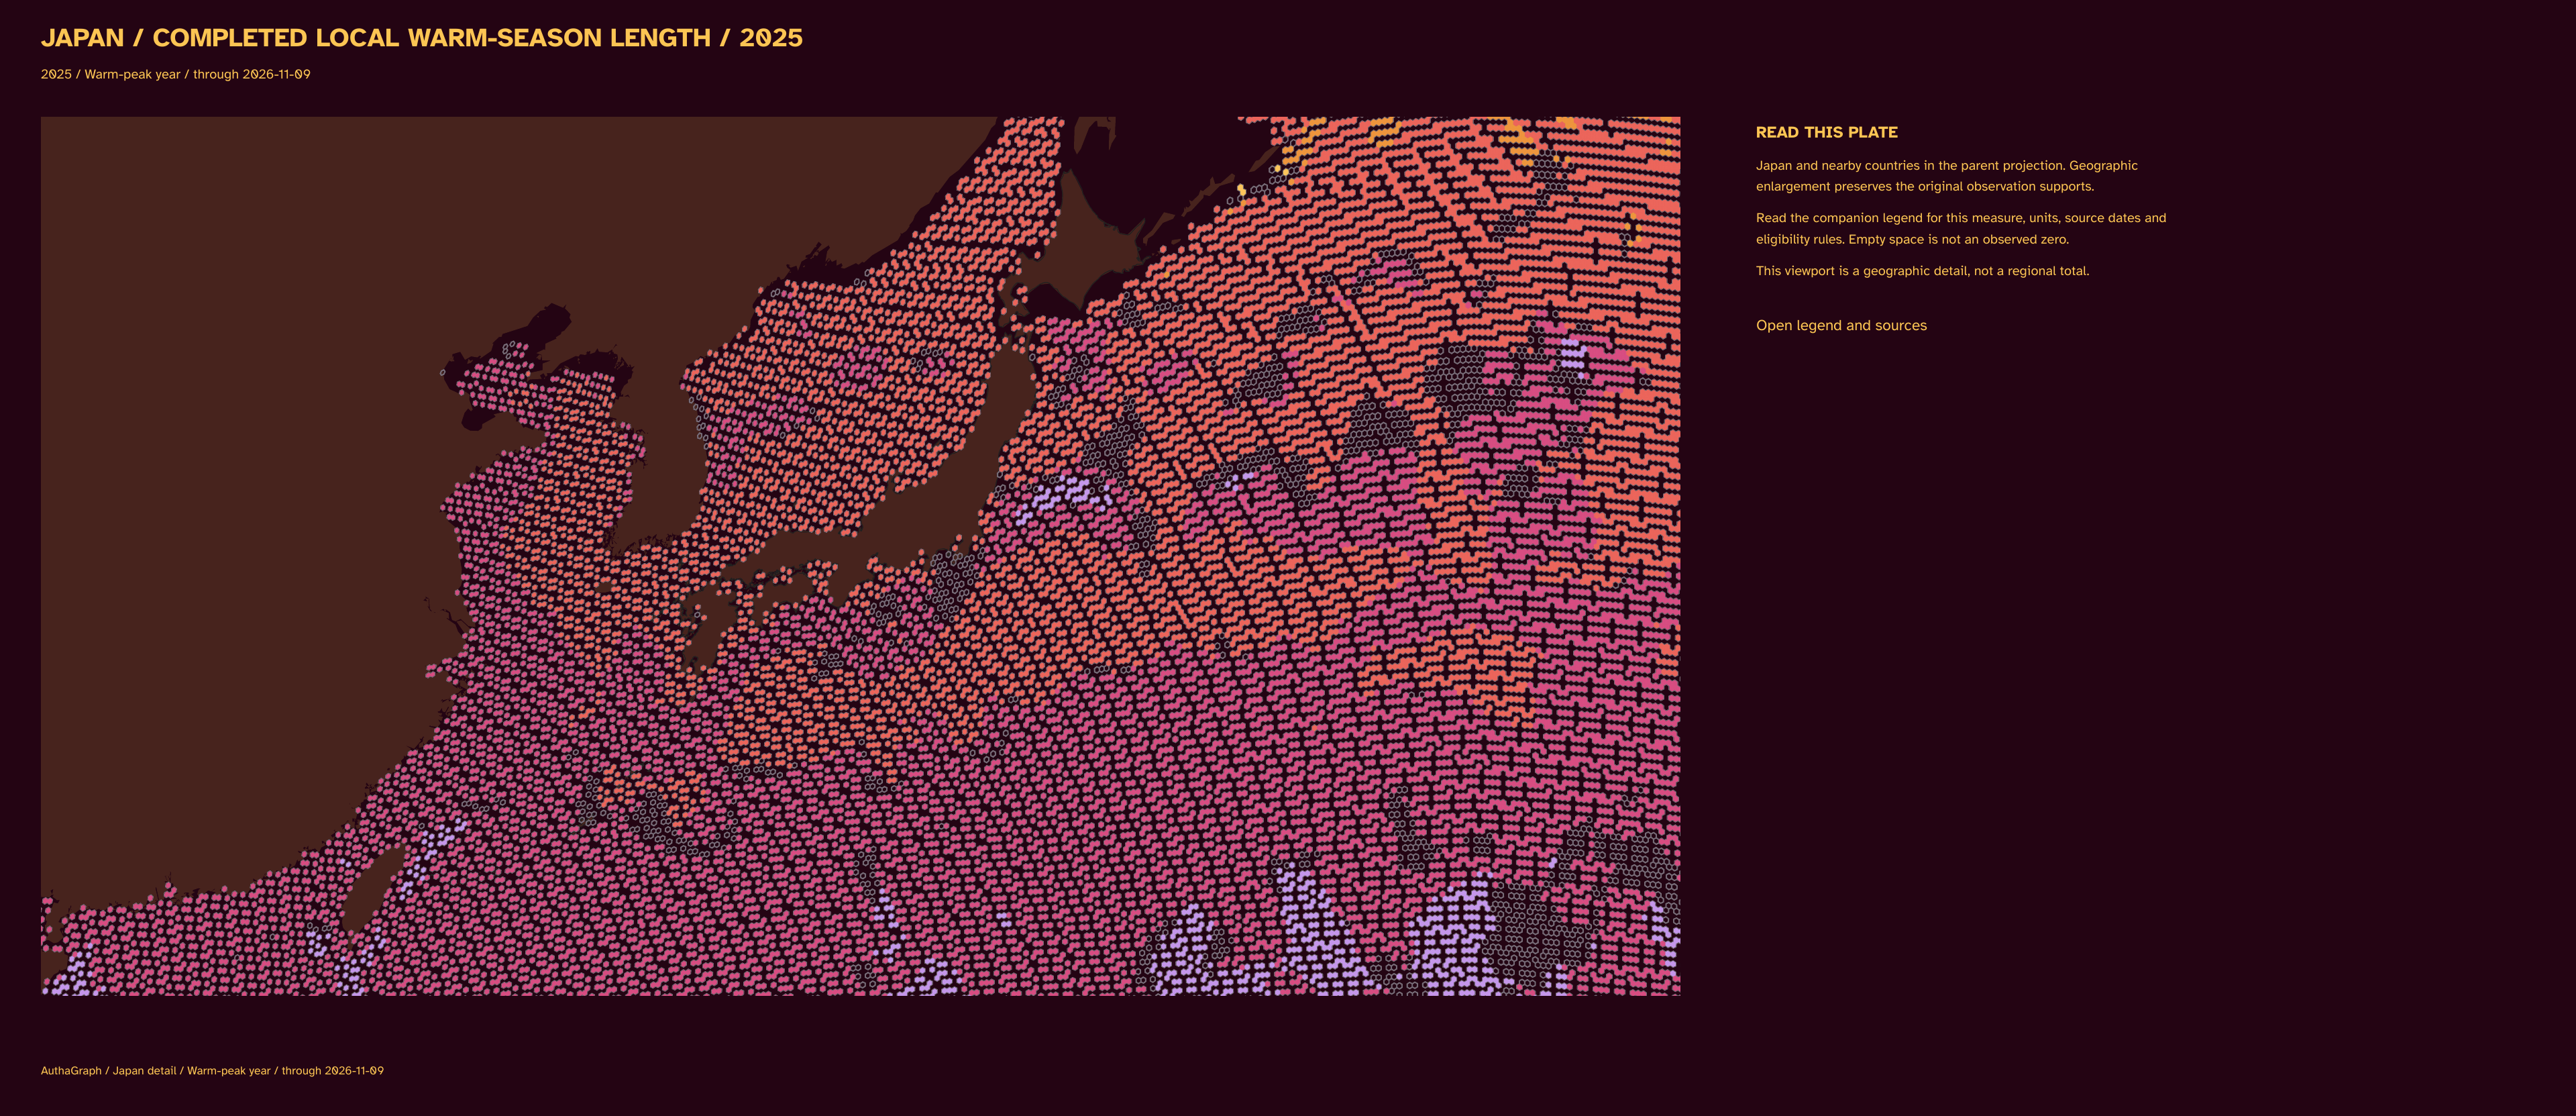 JAPAN / COMPLETED LOCAL WARM-SEASON LENGTH / 2025
2025 / Warm-peak year / through 2026-11-09
READ THIS PLATE
Japan and nearby countries in the parent projection. Geographic
enlargement preserves the original observation supports.
Read the companion legend for this measure, units, source dates and
eligibility rules. Empty space is not an observed zero.
This viewport is a geographic detail, not a regional total.
Open legend and sources
AuthaGraph / Japan detail / Warm-peak year / through 2026-11-09